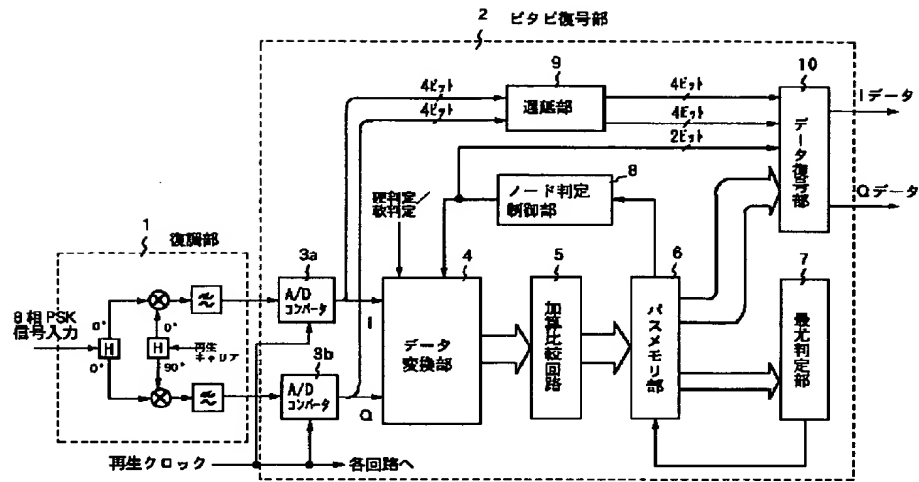 2 ビタビ復号部
9
遅延部
4ビット
4ビット
4ビット
4ビット
2ビット
10
データ復号部
Iデータ
Qデータ
8
ノード判定
制御部
硬判定/
軟判定
1 復調部
8相PSK
信号入力
0°
0°
H
H
0°
90°
再生
キャリア
3a
A/D
コンバータ
3b
A/D
コンバータ
I
Q
4
データ
変換部
5
加算比較回路
6
パスメモリ部
7
最尤判定部
再生クロック
各回路へ